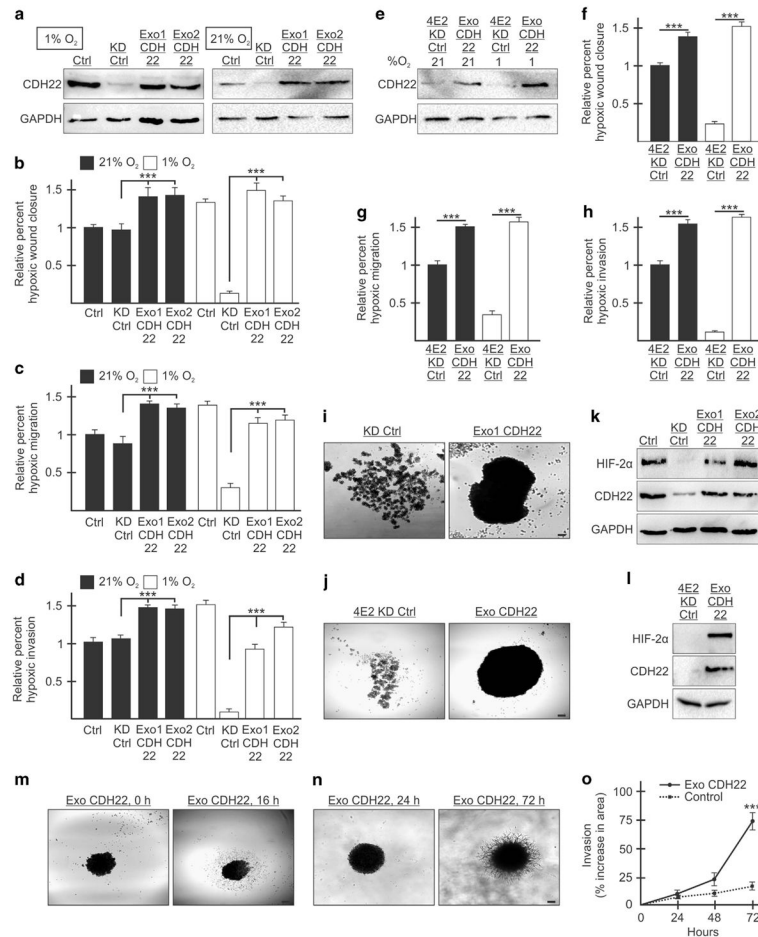 a
1% O2
21% O2
Ctrl
KD
Ctrl
Exo1
CDH
22
Exo2
CDH
22
Ctrl
KD
Ctrl
Exo1
CDH
22
Exo2
CDH
22
CDH22
GAPDH
b
21% O2
1% O2
***
***
Relative percent
hypoxic wound closure
1.5
1
.5
Ctrl
KD
Ctrl
Exo1
CDH
22
Exo2
CDH
22
Ctrl
KD
Ctrl
Exo1
CDH
22
Exo2
CDH
22
c
21% O2
1% O2
***
***
Relative percent
hypoxic migration
1.5
1
.5
Ctrl
KD
Ctrl
Exo1
CDH
22
Exo2
CDH
22
Ctrl
KD
Ctrl
Exo1
CDH
22
Exo2
CDH
22
d
21% O2
1% O2
***
***
Relative percent
hypoxic invasion
1.5
1
.5
Ctrl
KD
Ctrl
Exo1
CDH
22
Exo2
CDH
22
Ctrl
KD
Ctrl
Exo1
CDH
22
Exo2
CDH
22
e
4E2
KD
Ctrl
Exo
CDH
22
4E2
KD
Ctrl
Exo
CDH
22
%O2 21 21 1 1
CDH22
GAPDH
f
***
***
Relative percent
hypoxic wound closure
1.5
1
.5
4E2
KD
Ctrl
Exo
CDH
22
4E2
KD
Ctrl
Exo
CDH
22
g
***
***
Relative percent
hypoxic migration
1.5
1
.5
4E2
KD
Ctrl
Exo
CDH
22
4E2
KD
Ctrl
Exo
CDH
22
h
***
***
Relative percent
hypoxic invasion
1.5
1
.5
4E2
KD
Ctrl
Exo
CDH
22
4E2
KD
Ctrl
Exo
CDH
22
i
KD Ctrl
Exo1 CDH22
j
4E2 KD Ctrl
Exo CDH22
k
Ctrl
KD Ctrl
Exo1
CDH
22
Exo2
CDH
22
HIF-2α
CDH22
GAPDH
l
4E2
KD
Ctrl
Exo
CDH
22
HIF-2α
CDH22
GAPDH
m
Exo CDH22, 0 h
Exo CDH22, 16 h
n
Exo CDH22, 24 h
Exo CDH22, 72 h
o
Exo CDH22
Control
***
Invasion
(% increase in area)
100
75
50
25
0
0 24 48 72
Hours